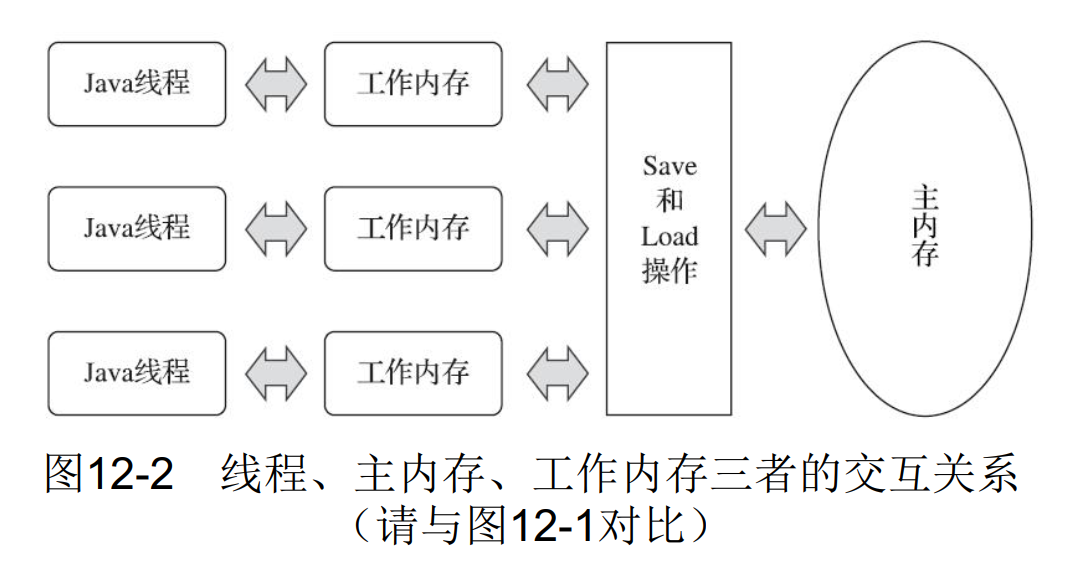 Java线程
工作内存
Java线程
工作内存
Java线程
工作内存
Save
和
Load
操作
主
内
存
图12-2 线程、主内存、工作内存三者的交互关系
（请与图12-1对比）